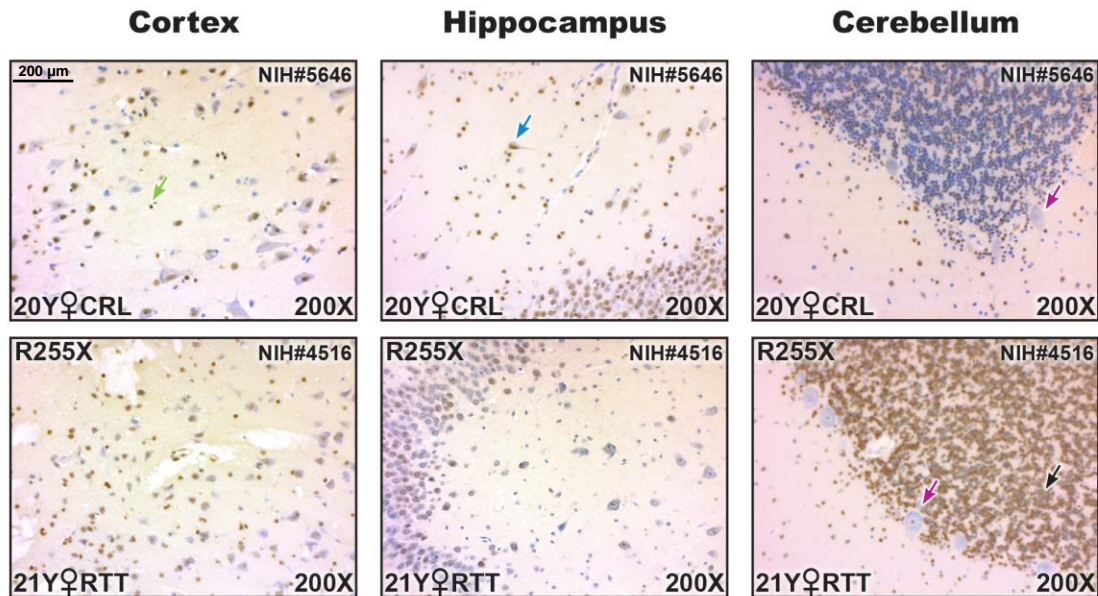 Cortex
Hippocampus
Cerebellum
200 µm
NIH#5646
20Y♀CRL
200X
NIH#5646
20Y♀CRL
200X
NIH#5646
20Y♀CRL
200X
R255X
NIH#4516
21Y♀RTT
200X
NIH#4516
21Y♀RTT
200X
R255X
NIH#4516
21Y♀RTT
200X